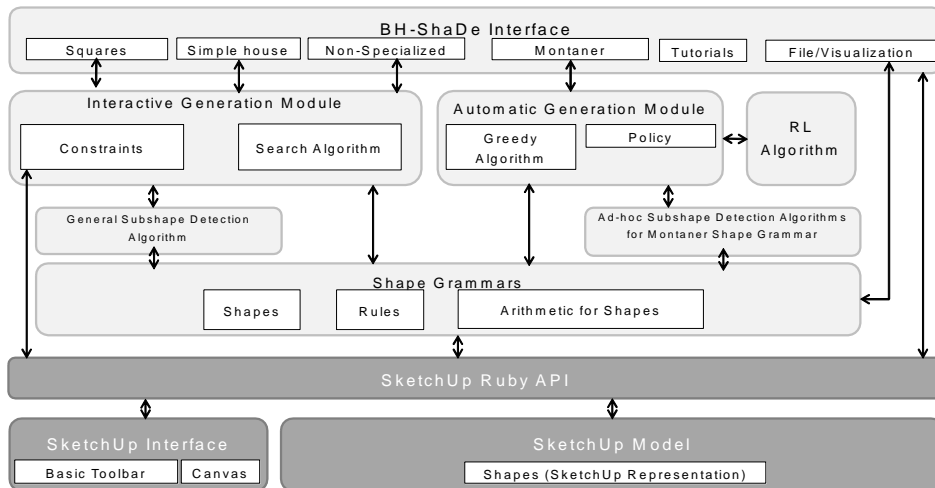 BH-ShaDe Interface
Squares
Simple house
Non-Specialized
Montaner
Tutorials
File/Visualization
Interactive Generation Module
Constraints
Search Algorithm
Automatic Generation Module
Greedy
Algorithm
Policy
RL
Algorithm
General Subshape Detection
Algorithm
Ad-hoc Subshape Detection Algorithms
for Montaner Shape Grammar
Shape Grammars
Shapes
Rules
Arithmetic for Shapes
SketchUp Ruby API
SketchUp Interface
Basic Toolbar
Canvas
SketchUp Model
Shapes (SketchUp Representation)